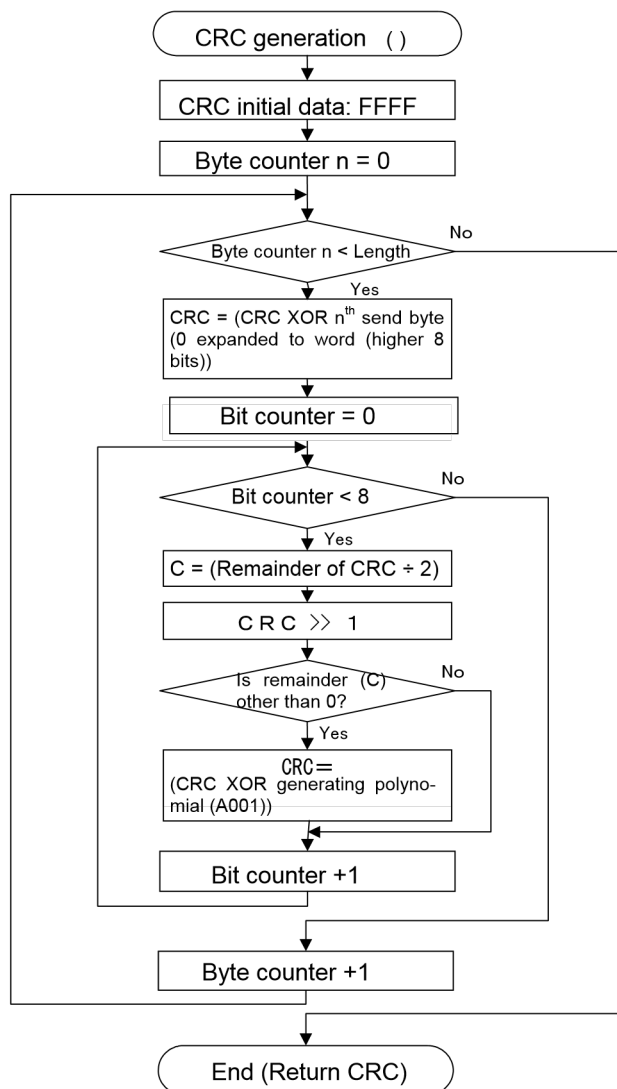 CRC generation ( )
CRC initial data: FFFF
Byte counter n = 0
No
Byte counter n < Length
Yes
CRC = (CRC XOR nth send byte
(0 expanded to word (higher 8
bits))
Bit counter = 0
No
Bit counter < 8
Yes
C = (Remainder of CRC ÷ 2)
C R C >> 1
No
Is remainder (C)
other than 0?
Yes
CRC=
(CRC XOR generating polyno-
mial (A001))
Bit counter +1
Byte counter +1
End (Return CRC)